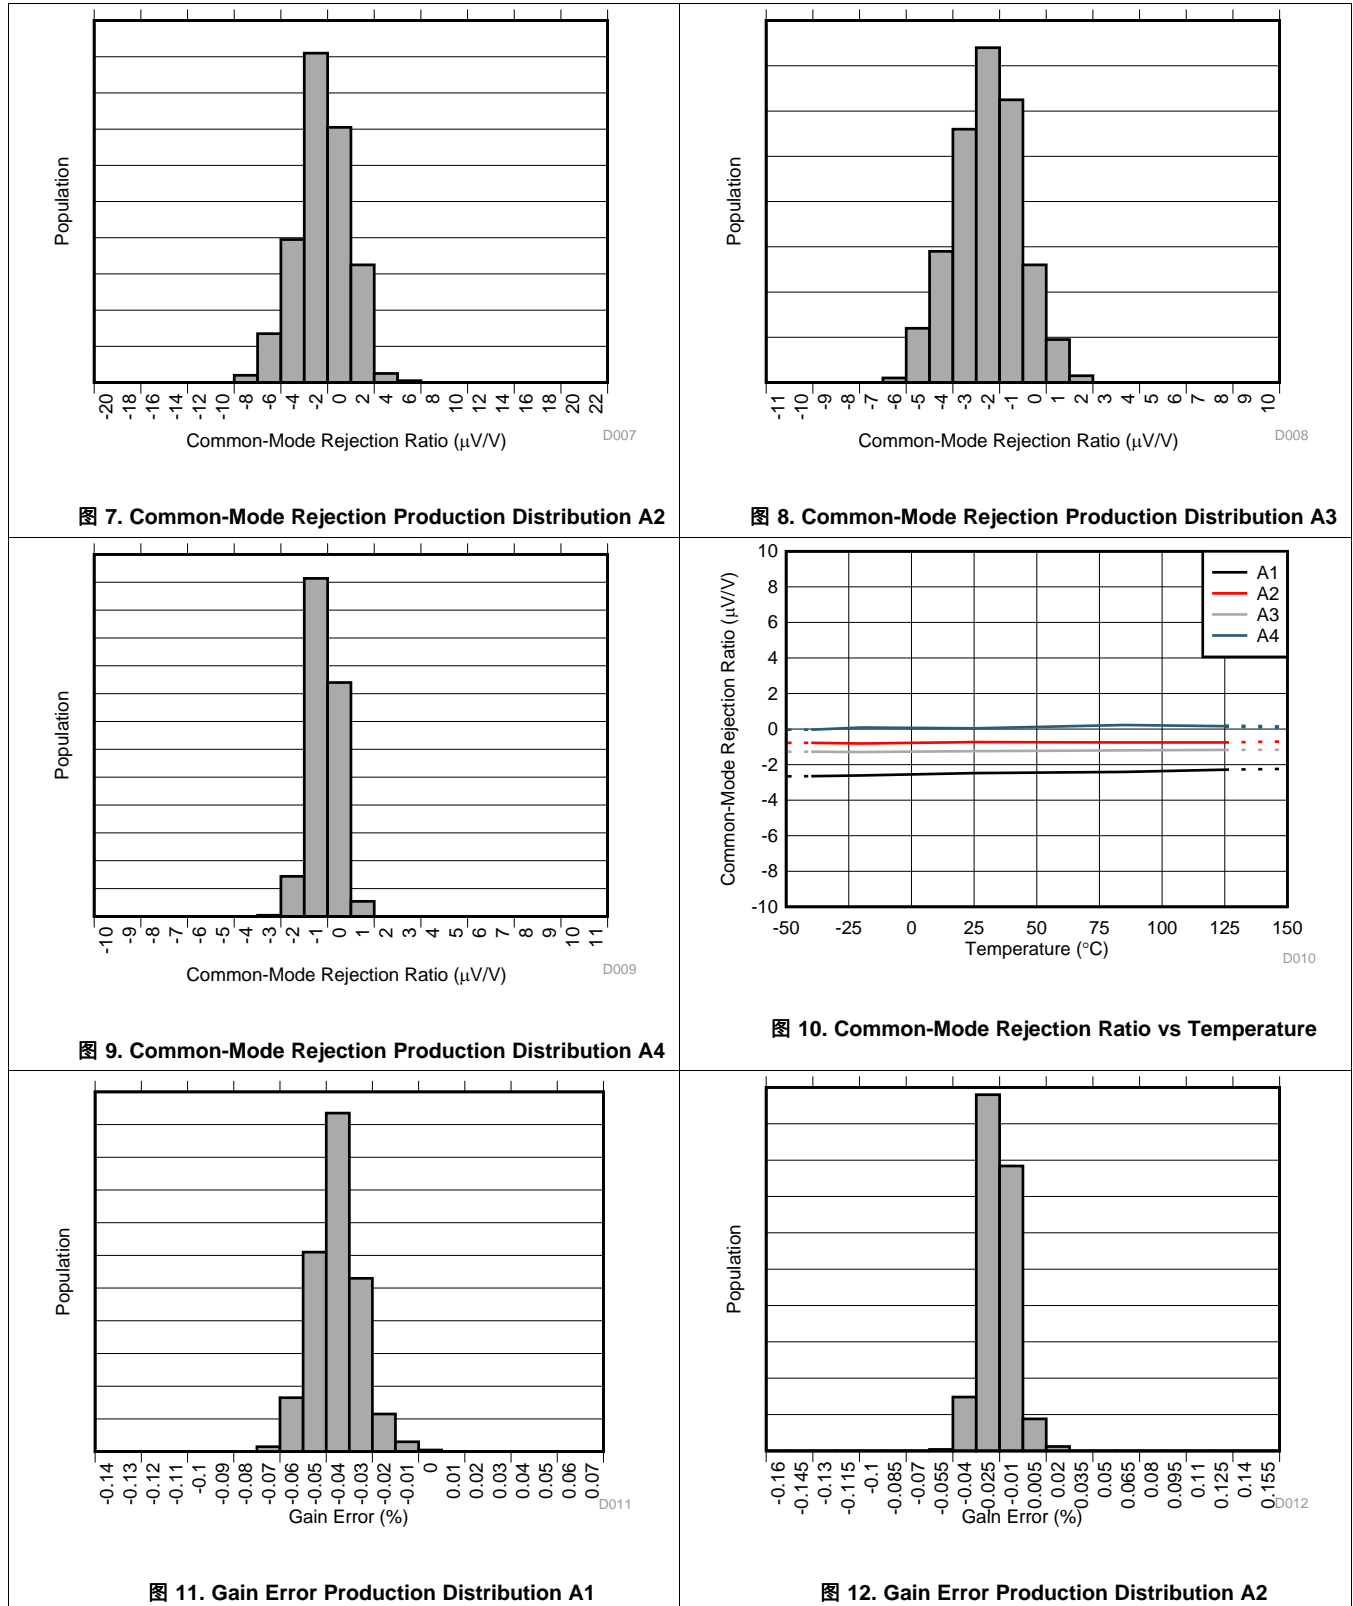 Population
-20 -18 -16 -14 -12 -10 -8 -6 -4 -2 0 2 4 6 8 10 12 14 16 18 20 22
Common-Mode Rejection Ratio (μV/V)
D007
图 7. Common-Mode Rejection Production Distribution A2
Population
-11 -10 -9 -8 -7 -6 -5 -4 -3 -2 -1 0 1 2 3 4 5 6 7 8 9 10
Common-Mode Rejection Ratio (μV/V)
D008
图 8. Common-Mode Rejection Production Distribution A3
Population
-10 -9 -8 -7 -6 -5 -4 -3 -2 -1 0 1 2 3 4 5 6 7 8 9 10 11
Common-Mode Rejection Ratio (μV/V)
D009
图 9. Common-Mode Rejection Production Distribution A4
Common-Mode Rejection Ratio (μV/V)
10
8
6
4
2
0
-2
-4
-6
-8
-10
A1
A2
A3
A4
-50 -25 0 25 50 75 100 125 150
Temperature (°C)
D010
图 10. Common-Mode Rejection Ratio vs Temperature
Population
-0.14 -0.13 -0.12 -0.11 -0.1 -0.09 -0.08 -0.07 -0.06 -0.05 -0.04 -0.03 -0.02 -0.01 0 0.01 0.02 0.03 0.04 0.05 0.06 0.07
Gain Error (%)
D011
图 11. Gain Error Production Distribution A1
Population
-0.16 -0.145 -0.13 -0.115 -0.1 -0.085 -0.07 -0.055 -0.04 -0.025 -0.01 0.005 0.02 0.035 0.05 0.065 0.08 0.095 0.11 0.125 0.14 0.155
Gain Error (%)
D012
图 12. Gain Error Production Distribution A2